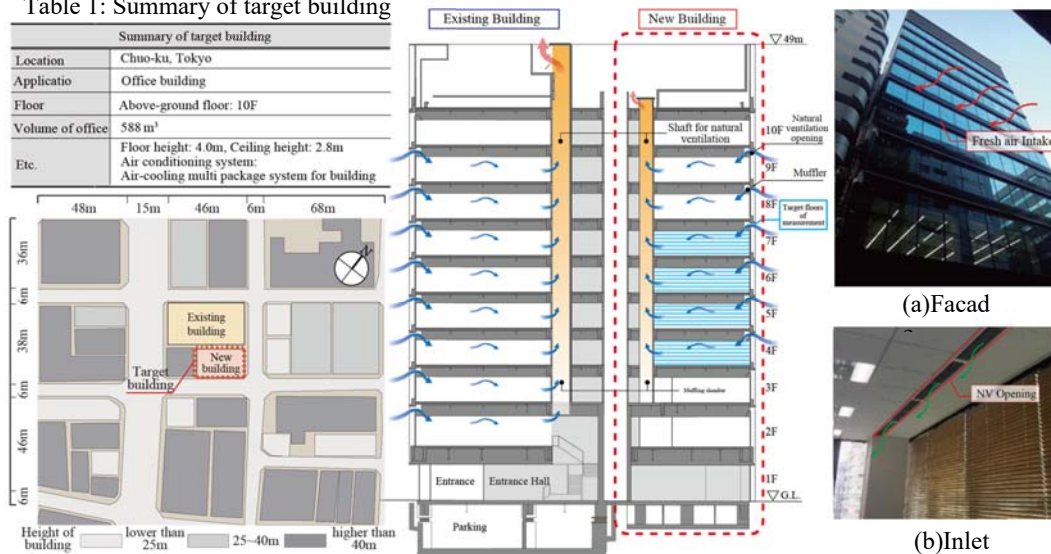 Table 1: Summary of target building
Summary of target building
Location Chuo-ku, Tokyo
Applicatio Office building
Floor Above-ground floor: 10F
Volume of office 588 m³
Etc. Floor height: 4.0m, Ceiling height: 2.8m
Air conditioning system:
Air-cooling multi package system for building
48m 15m 46m 6m 68m
36m
6m
38m
6m
46m
6m
Existing
building
New
building
Target
building
Height of
building
lower than
25m
25~40m
higher than
40m
Existing Building
New Building
49m
Shaft for natural
ventilation
Natural
ventilation
opening
Muffler
Target floors
of measurement
10F
9F
8F
7F
6F
5F
4F
3F
2F
1F
Muffling chamber
Entrance
Entrance Hall
Parking
G.L.
Fresh air Intake
(a)Facad
NV Opening
(b)Inlet